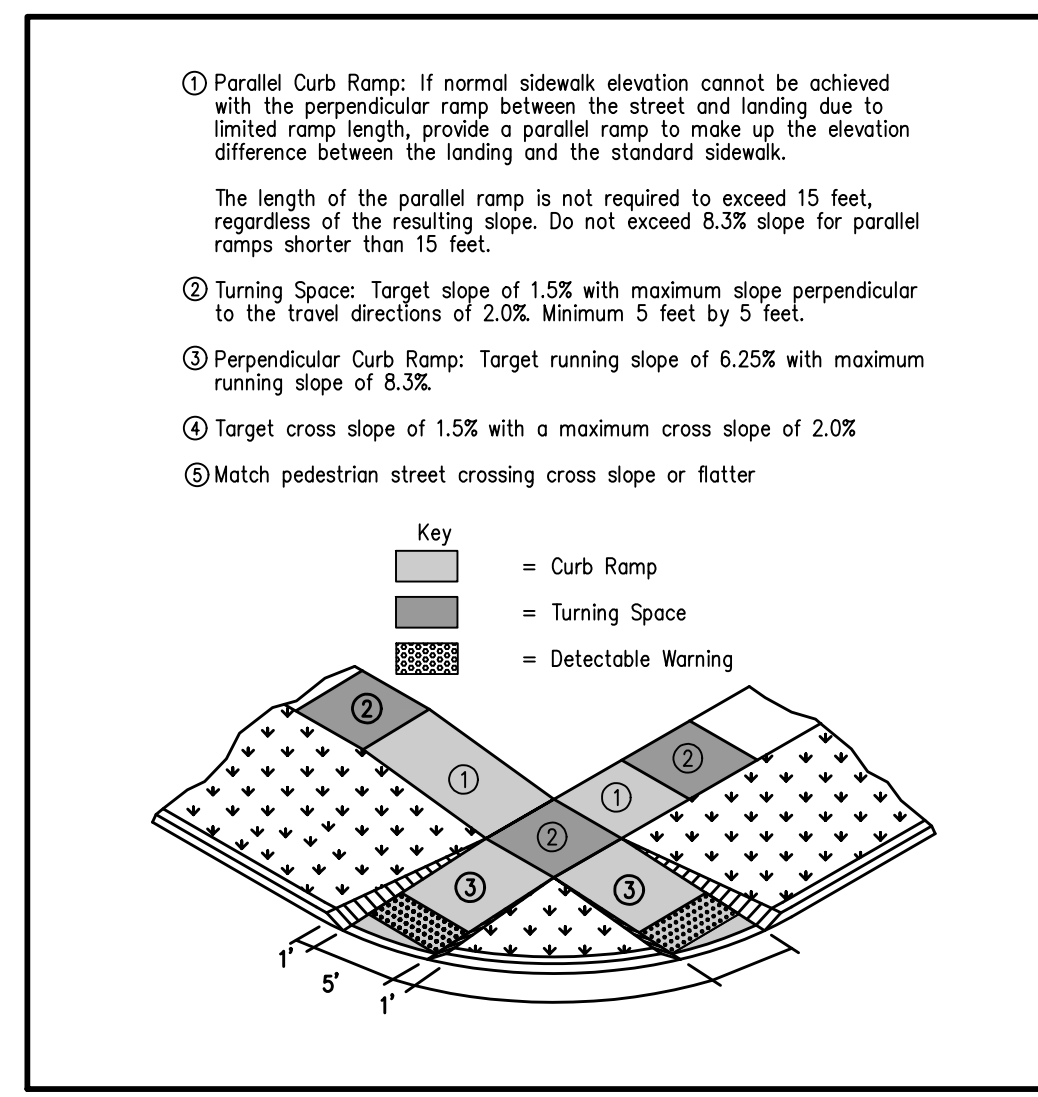 ① Parallel Curb Ramp: If normal sidewalk elevation cannot be achieved
with the perpendicular ramp between the street and landing due to
limited ramp length, provide a parallel ramp to make up the elevation
difference between the landing and the standard sidewalk.
The length of the parallel ramp is not required to exceed 15 feet,
regardless of the resulting slope. Do not exceed 8.3% slope for parallel
ramps shorter than 15 feet.
② Turning Space: Target slope of 1.5% with maximum slope perpendicular
to the travel directions of 2.0%. Minimum 5 feet by 5 feet.
③ Perpendicular Curb Ramp: Target running slope of 6.25% with maximum
running slope of 8.3%.
④ Target cross slope of 1.5% with a maximum cross slope of 2.0%
⑤ Match pedestrian street crossing cross slope or flatter
Key
= Curb Ramp
= Turning Space
= Detectable Warning
②
②
①
①
②
③
③
1'
5'
1'